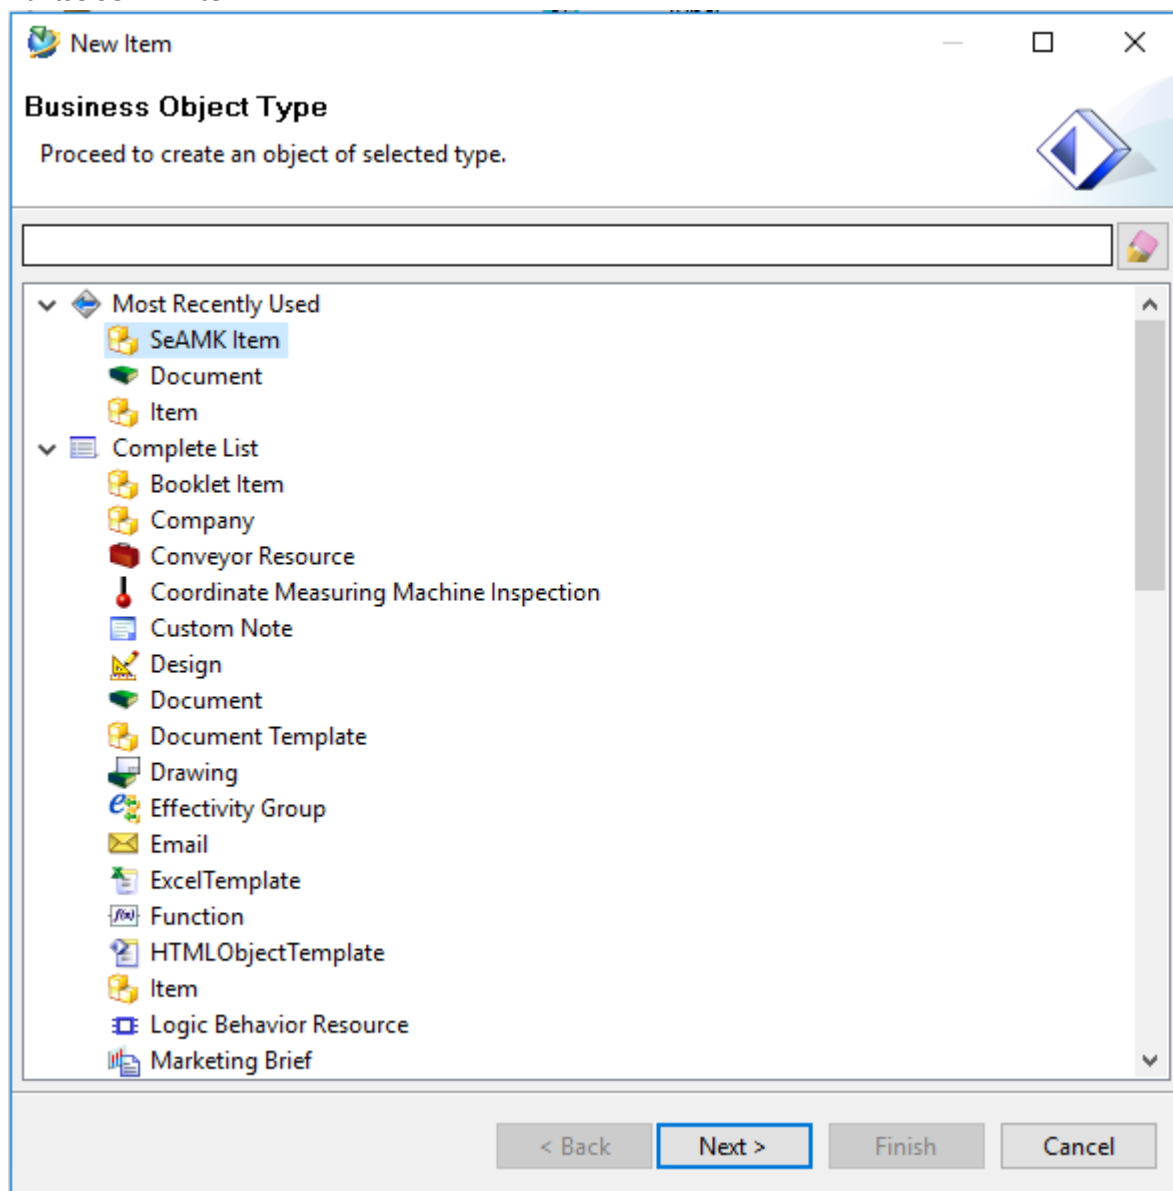 New Item
Business Object Type
Proceed to create an object of selected type.
Most Recently Used
SeAMK Item
Document
Item
Complete List
Booklet Item
Company
Conveyor Resource
Coordinate Measuring Machine Inspection
Custom Note
Design
Document
Document Template
Drawing
Effectivity Group
Email
ExcelTemplate
Function
HTMLObjectTemplate
Item
Logic Behavior Resource
Marketing Brief
< Back Next > Finish Cancel